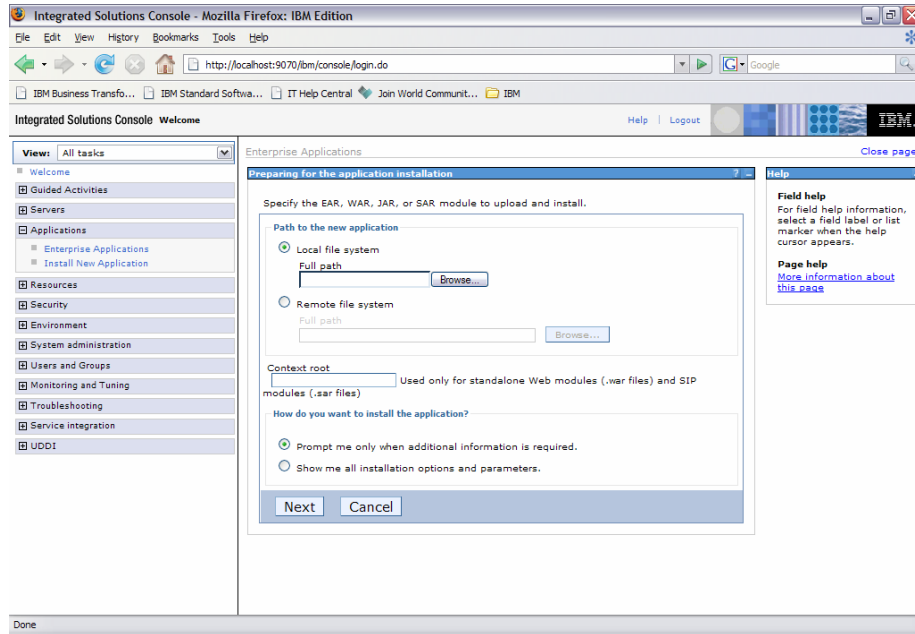 Integrated Solutions Console - Mozilla Firefox: IBM Edition
File Edit View History Bookmarks Tools Help
http://localhost:9070/ibm/console/login.do
G Google
IBM Business Transfo... IBM Standard Softwa... IT Help Central Join World Communit... IBM
Integrated Solutions Console Welcome
Help | Logout
IBM.
View: All tasks
Welcome
Guided Activities
Servers
Applications
Enterprise Applications
Install New Application
Resources
Security
Environment
System administration
Users and Groups
Monitoring and Tuning
Troubleshooting
Service integration
UDDI
Enterprise Applications
Close page
Preparing for the application installation
? –
Specify the EAR, WAR, JAR, or SAR module to upload and install.
Path to the new application
Local file system
Full path
Browse...
Remote file system
Full path
Browse...
Context root
Used only for standalone Web modules (.war files) and SIP
modules (.sar files)
How do you want to install the application?
Prompt me only when additional information is required.
Show me all installation options and parameters.
Next Cancel
Help
Field help
For field help information,
select a field label or list
marker when the help
cursor appears.
Page help
More information about
this page
Done